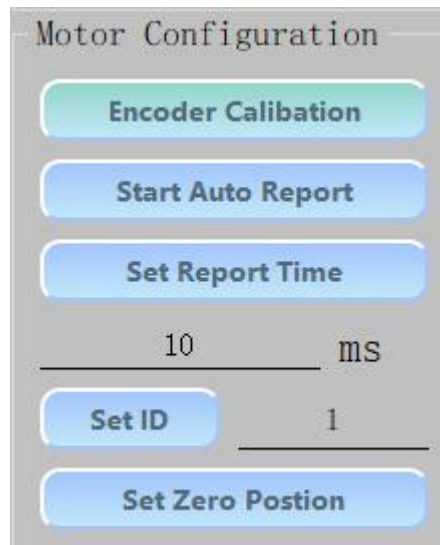 Motor Configuration
Encoder Calibation
Start Auto Report
Set Report Time
10 ms
Set ID 1
Set Zero Postion